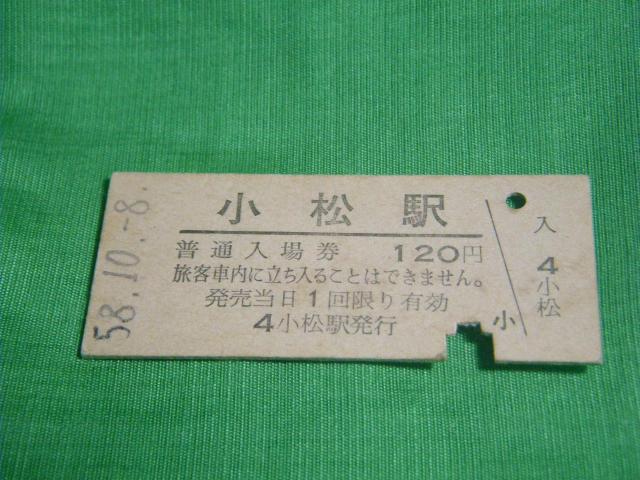 58.10.-8.
小松駅
普通入場券 120円
旅客車内に立ち入ることはできません。
発売当日1回限り有効
4小松駅発行
小
入
4
小松